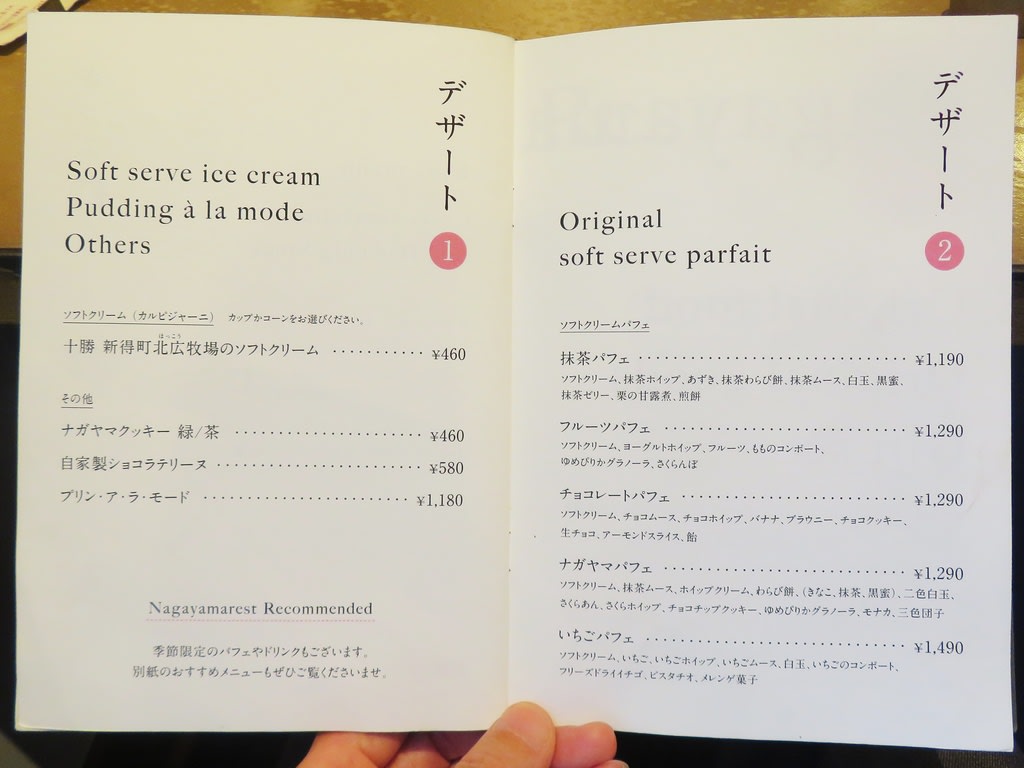 デザート
1
Soft serve ice cream
Pudding à la mode
Others
ソフトクリーム（カルピジャーニ） カップかコーンをお選びください。
十勝 新得町北広牧場のソフトクリーム ‥‥‥‥‥ ¥460
ほっこう
その他
ナガヤマクッキー 緑/茶 ‥‥‥‥‥ ¥460
自家製ショコラテリーヌ ‥‥‥‥‥ ¥580
プリン・ア・ラ・モード ‥‥‥‥‥ ¥1,180
Nagayamarest Recommended
季節限定のパフェやドリンクもございます。
別紙のおすすめメニューもぜひご覧くださいませ。
デザート
2
Original
soft serve parfait
ソフトクリームパフェ
抹茶パフェ ‥‥‥‥‥ ¥1,190
ソフトクリーム、抹茶ホイップ、あずき、抹茶わらび餅、抹茶ムース、白玉、黒蜜、
抹茶ゼリー、栗の甘露煮、煎餅
フルーツパフェ ‥‥‥‥‥ ¥1,290
ソフトクリーム、ヨーグルトホイップ、フルーツ、もものコンポート、
ゆめぴりかグラノーラ、さくらんぼ
チョコレートパフェ ‥‥‥‥‥ ¥1,290
ソフトクリーム、チョコムース、チョコホイップ、バナナ、ブラウニー、チョコクッキー、
生チョコ、アーモンドスライス、飴
ナガヤマパフェ ‥‥‥‥‥ ¥1,290
ソフトクリーム、抹茶ムース、ホイップクリーム、わらび餅、（きなこ、抹茶、黒蜜）、二色白玉、
さくらあん、さくらホイップ、チョコチップクッキー、ゆめぴりかグラノーラ、モナカ、三色団子
いちごパフェ ‥‥‥‥‥ ¥1,490
ソフトクリーム、いちご、いちごホイップ、いちごムース、白玉、いちごのコンポート、
フリーズドライイチゴ、ピスタチオ、メレンゲ菓子